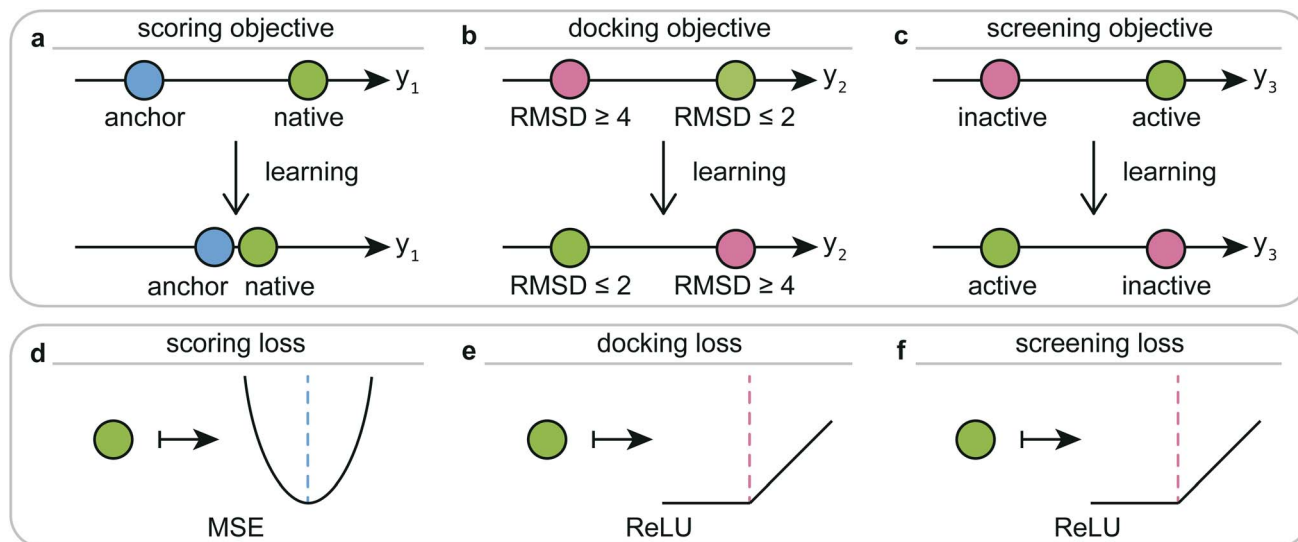 a scoring objective
y1
anchor native
learning
y1
anchor native
b docking objective
y2
RMSD ≥ 4 RMSD ≤ 2
learning
y2
RMSD ≤ 2 RMSD ≥ 4
c screening objective
y3
inactive active
learning
y3
active inactive
d scoring loss
MSE
e docking loss
ReLU
f screening loss
ReLU